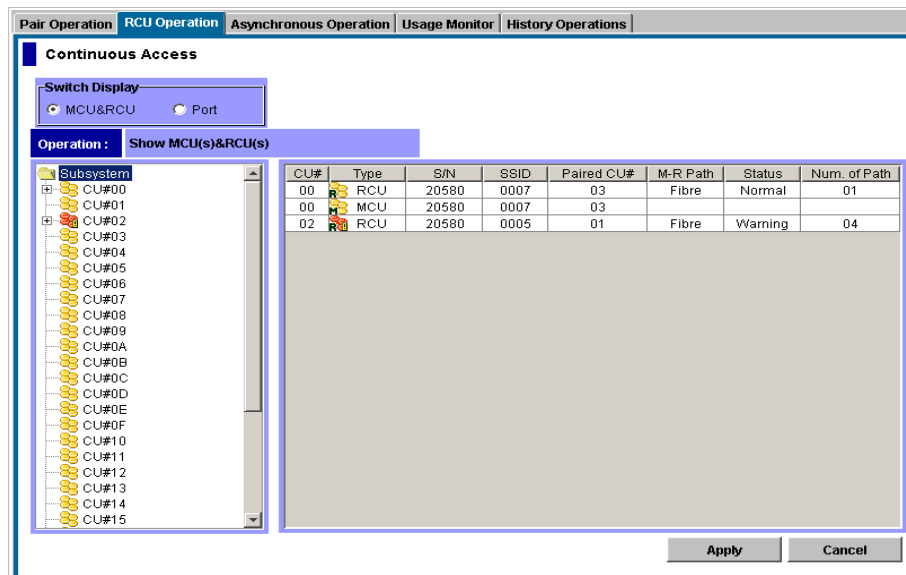 Pair Operation RCU Operation Asynchronous Operation Usage Monitor History Operations
Continuous Access
Switch Display
MCU&RCU Port
Operation : Show MCU(s)&RCU(s)
Subsystem
CU#00
CU#01
CU#02
CU#03
CU#04
CU#05
CU#06
CU#07
CU#08
CU#09
CU#0A
CU#0B
CU#0C
CU#0D
CU#0E
CU#0F
CU#10
CU#11
CU#12
CU#13
CU#14
CU#15
CU# Type S/N SSID Paired CU# M-R Path Status Num. of Path
00 R RCU 20580 0007 03 Fibre Normal 01
00 M MCU 20580 0007 03
02 R RCU 20580 0005 01 Fibre Warning 04
Apply Cancel